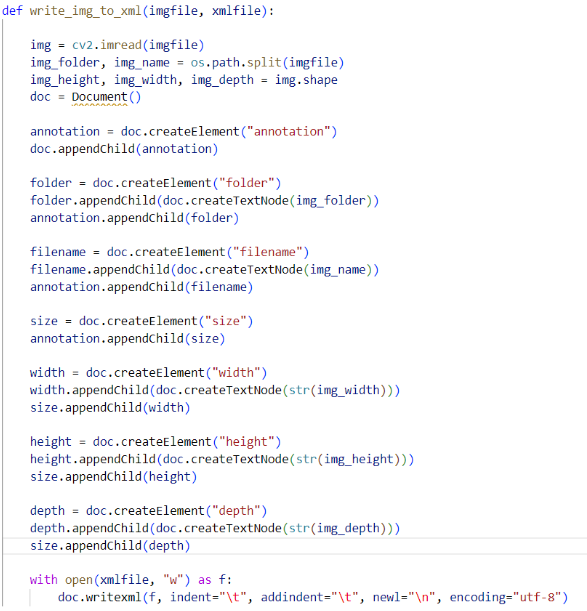 def write_img_to_xml(imgfile, xmlfile):
img = cv2.imread(imgfile)
img_folder, img_name = os.path.split(imgfile)
img_height, img_width, img_depth = img.shape
doc = Document()
annotation = doc.createElement("annotation")
doc.appendChild(annotation)
folder = doc.createElement("folder")
folder.appendChild(doc.createTextNode(img_folder))
annotation.appendChild(folder)
filename = doc.createElement("filename")
filename.appendChild(doc.createTextNode(img_name))
annotation.appendChild(filename)
size = doc.createElement("size")
annotation.appendChild(size)
width = doc.createElement("width")
width.appendChild(doc.createTextNode(str(img_width)))
size.appendChild(width)
height = doc.createElement("height")
height.appendChild(doc.createTextNode(str(img_height)))
size.appendChild(height)
depth = doc.createElement("depth")
depth.appendChild(doc.createTextNode(str(img_depth)))
size.appendChild(depth)
with open(xmlfile, "w") as f:
doc.writexml(f, indent="\t", addindent="\t", newl="\n", encoding="utf-8")